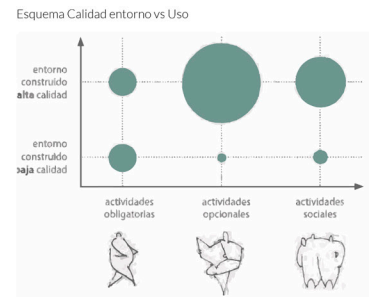 Esquema Calidad entorno vs Uso
entorno
construido
alta calidad
entorno
construido
baja calidad
actividades
obligatorias
actividades
opcionales
actividades
sociales